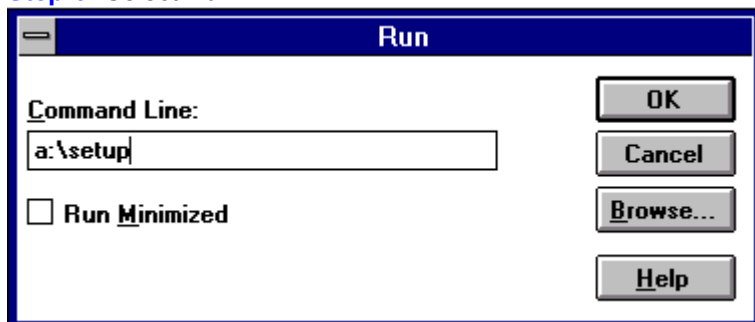 Run
Command Line:
a:\setup
Run Minimized
OK
Cancel
Browse...
Help